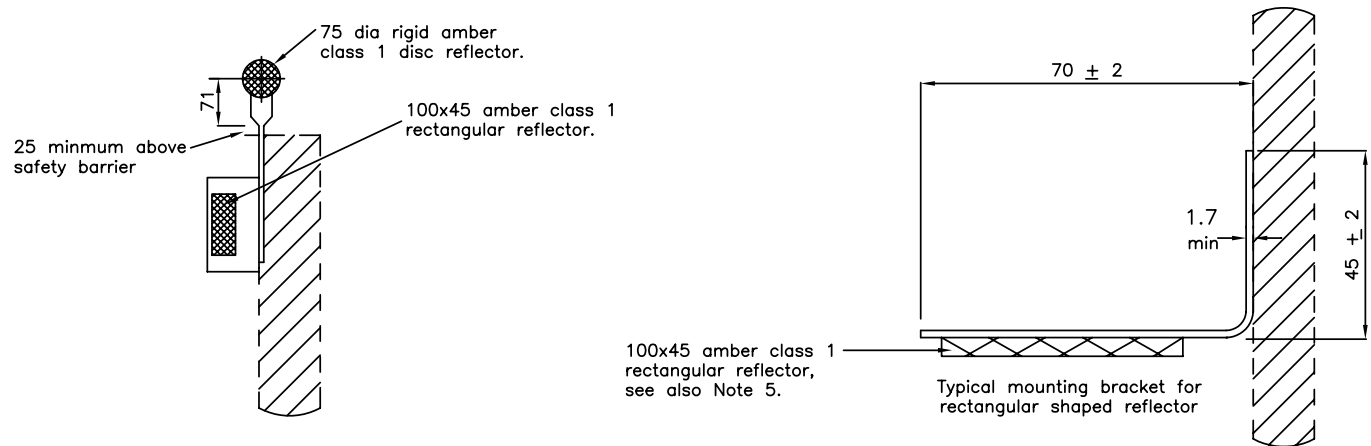 75 dia rigid amber
class 1 disc reflector.
71
100x45 amber class 1
rectangular reflector.
25 minmum above
safety barrier
70 ± 2
1.7
min
45 ± 2
100x45 amber class 1
rectangular reflector,
see also Note 5.
Typical mounting bracket for
rectangular shaped reflector